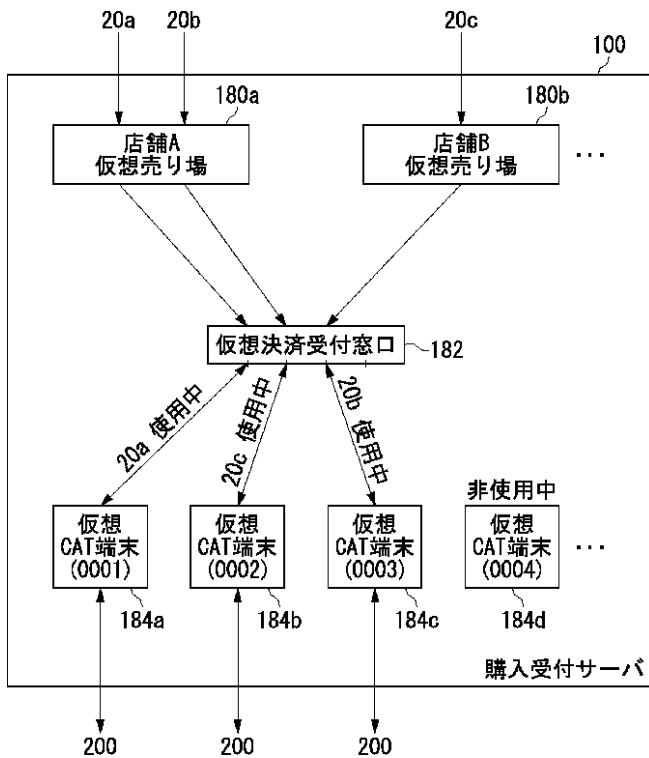 20a
20b
20c
100
180a
180b
店舗A
仮想売り場
店舗B
仮想売り場
...
仮想決済受付窓口
182
20a 使用中
20c 使用中
20b 使用中
非使用中
仮想
CAT端末
(0001)
仮想
CAT端末
(0002)
仮想
CAT端末
(0003)
仮想
CAT端末
(0004)
...
184a
184b
184c
184d
購入受付サーバ
200
200
200